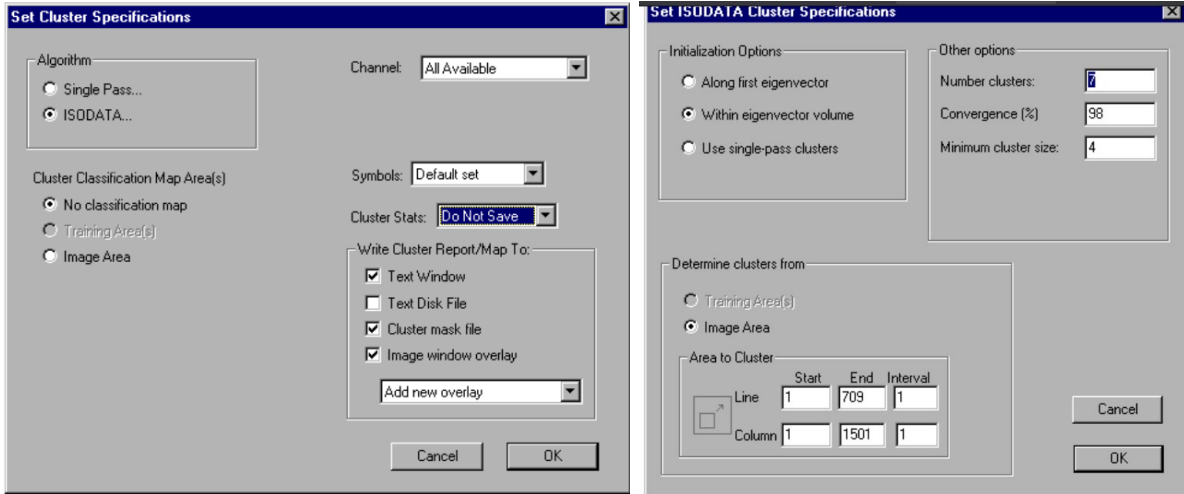 Set Cluster Specifications
Algorithm
Single Pass...
ISODATA...
Channel: All Available
Cluster Classification Map Area(s)
No classification map
Training Area(s)
Image Area
Symbols: Default set
Cluster Stats: Do Not Save
Write Cluster Report/Map To:
Text Window
Text Disk File
Cluster mask file
Image window overlay
Add new overlay
Cancel OK
Set ISODATA Cluster Specifications
Initialization Options
Along first eigenvector
Within eigenvector volume
Use single-pass clusters
Other options
Number clusters: 7
Convergence (%) 98
Minimum cluster size: 4
Determine clusters from
Training Area(s)
Image Area
Area to Cluster
Start End Interval
Line 1 709 1
Column 1 1501 1
Cancel
OK